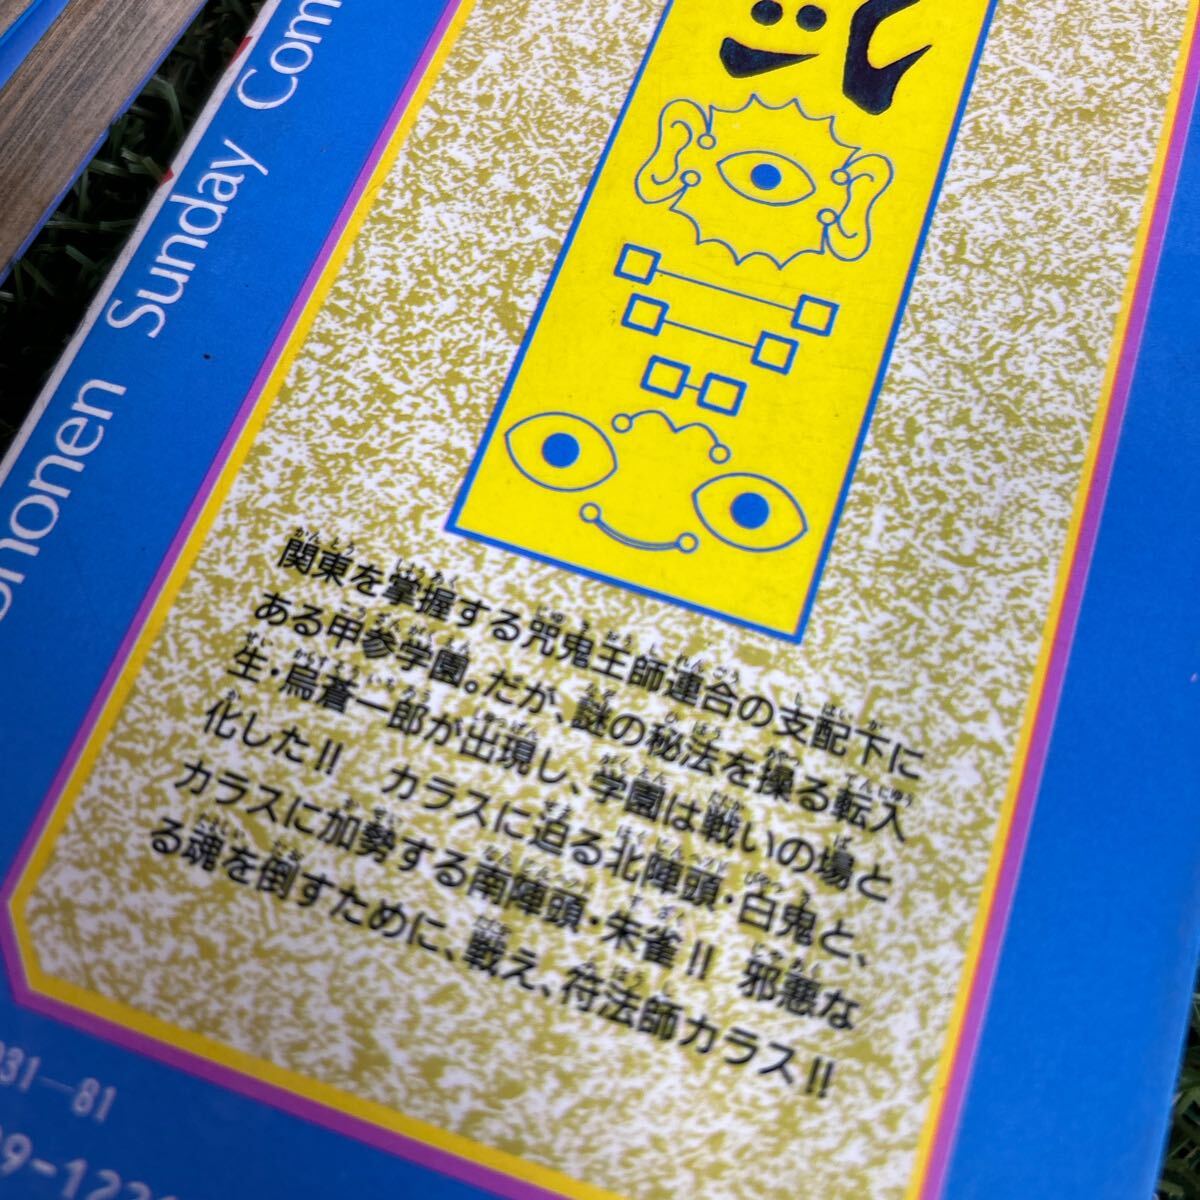 Shonen Sunday Com
関東を掌握する咒鬼王師連合の支配下に
ある甲参学園。だが、謎の秘法を操る転入
生・烏蒼一郎が出現し、学園は戦いの場と
化した!! カラスに迫る北陣頭・白鬼と、
カラスに加勢する南陣頭・朱雀!! 邪悪な
る魂を倒すために、戦え、符法師カラス!!
31—81
9-122